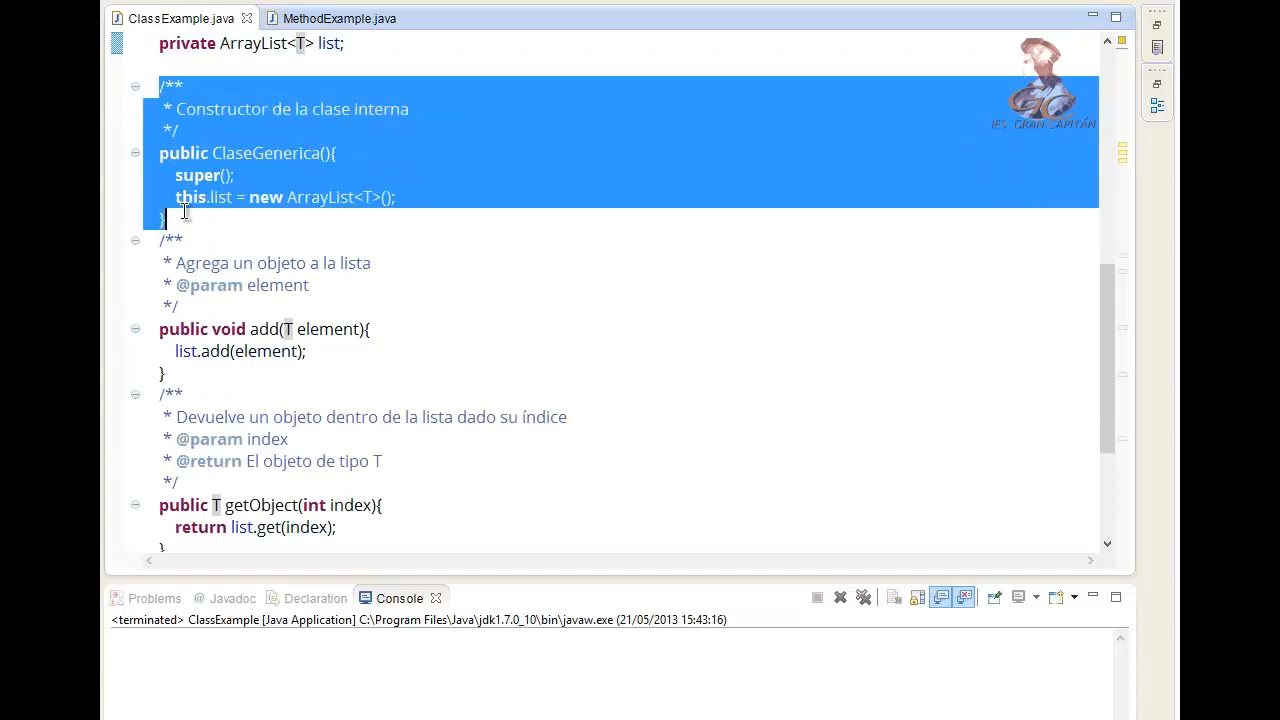 ClassExample.java MethodExample.java
private ArrayList<T> list;
/**
* Constructor de la clase interna
*/
public ClaseGenerica(){
super();
this.list = new ArrayList<T>();
}
/**
* Agrega un objeto a la lista
* @param element
*/
public void add(T element){
list.add(element);
}
/**
* Devuelve un objeto dentro de la lista dado su índice
* @param index
* @return El objeto de tipo T
*/
public T getObject(int index){
return list.get(index);
}
GC
IES GRAN CAPITÁN
Problems @ Javadoc Declaration Console
<terminated> ClassExample [Java Application] C:\Program Files\Java\jdk1.7.0_10\bin\javaw.exe (21/05/2013 15:43:16)